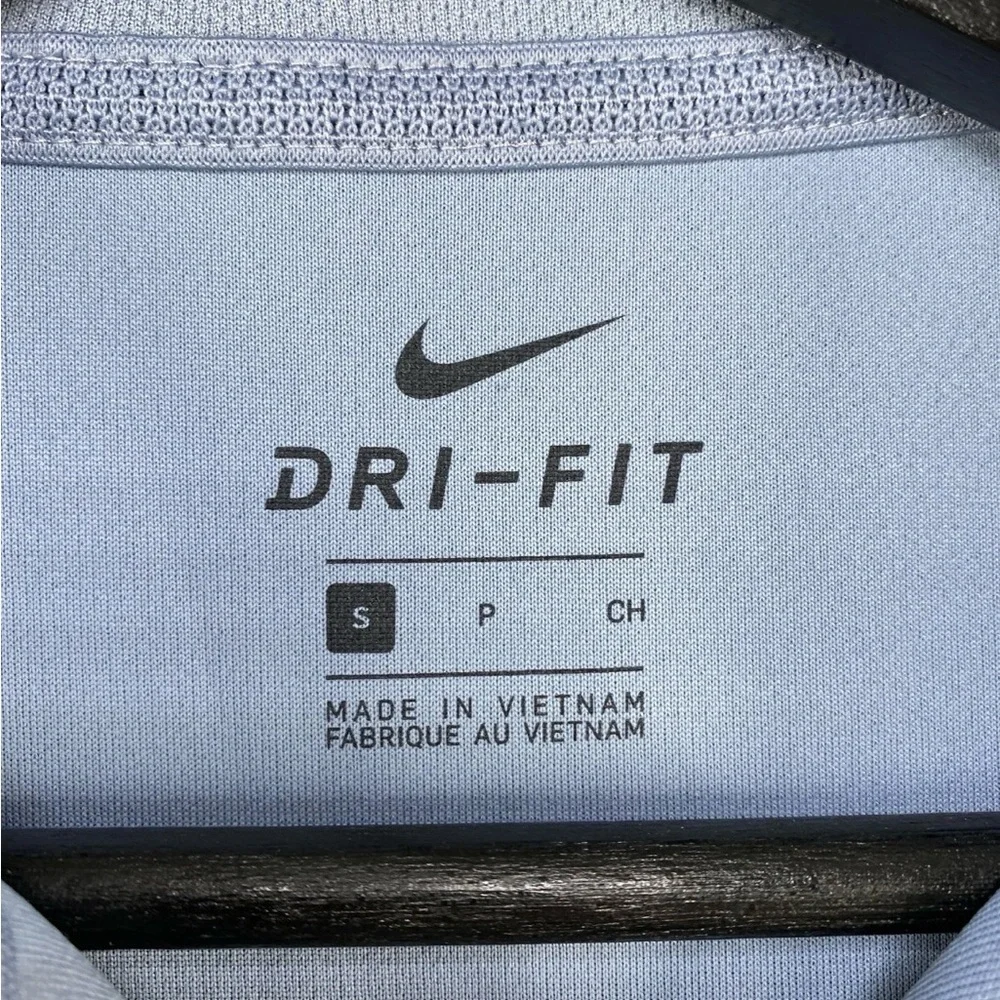 DRI-FIT
S P CH
MADE IN VIETNAM
FABRIQUE AU VIETNAM